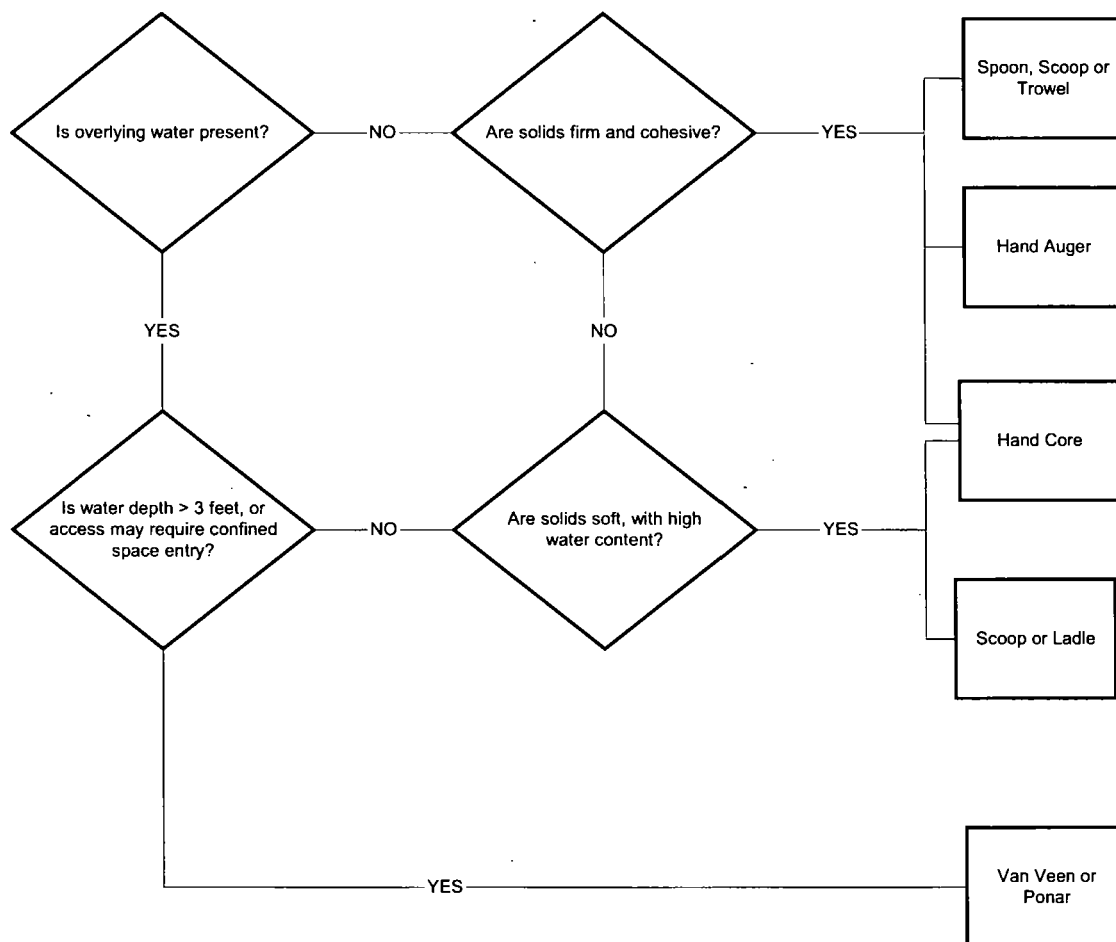 Is overlying water present?
NO
Are solids firm and cohesive?
YES
Spoon, Scoop or
Trowel
Hand Auger
YES
NO
Hand Core
Is water depth > 3 feet, or
access may require confined
space entry?
NO
Are solids soft, with high
water content?
YES
Scoop or Ladle
YES
Van Veen or
Ponar